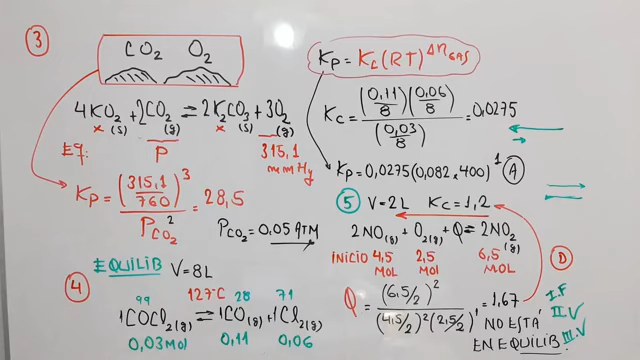 3
CO2 O2
4KO2 + 2CO2 ⇌ 2K2CO3 + 3O2
x (s) (g) x (s) (g)
Eq: P 315,1 mmHg
Kp = (315,1/760)^3 / PCO2^2 = 28,5
PCO2 = 0,05 ATM
4
EQUILIB V=8L
99 127°C 28 71
1COCl2(g) ⇌ 1CO(g) + 1Cl2(g)
0,03mol 0,11 0,06
Kp = Kc(RT)^Δn GAS
Kc = (0,11/8)(0,06/8) / (0,03/8) = 0,0275
Kp = 0,0275(0,082 x 400)^1 A
5 V=2L Kc=1,2
2NO(g) + O2(g) + Q ⇌ 2NO2(g)
INICIO 4,5 MOL 2,5 MOL 6,5 MOL
D
Q = (6,5/2)^2 / (4,5/2)^2 (2,5/2)^1 = 1,67
NO ESTÁ
EN EQUILIB
I.F
II.V
III.V